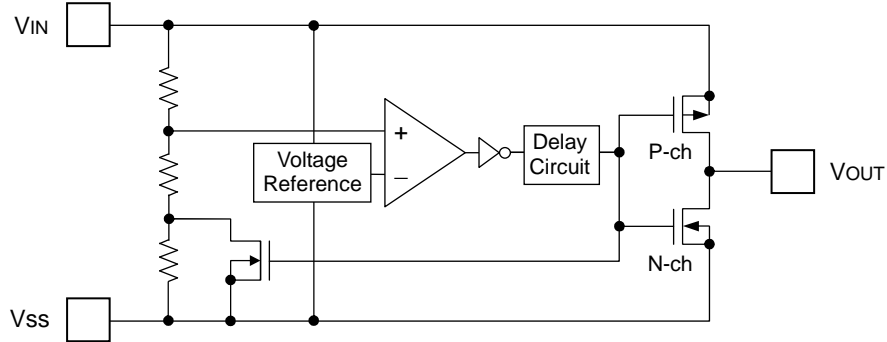 VIN
+
Voltage
Reference
−
Delay
Circuit
P-ch
VOUT
N-ch
VSS